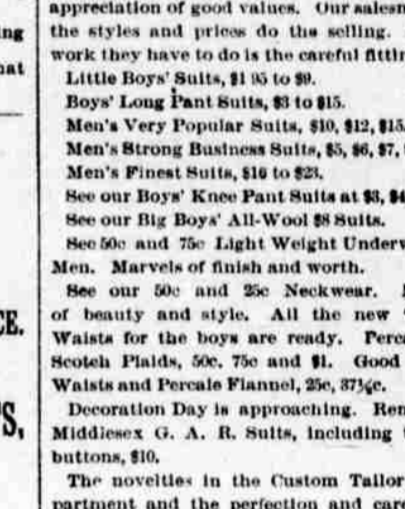 appreciation of good values. Our salesm
the styles and prices do the selling.
work they have to do is the careful fittin
Little Boys' Suits, $1 95 to $9.
Boys' Long Pant Suits, $3 to $15.
Men's Very Popular Suits, $10, $12, $15
Men's Strong Business Suits, $5, $6, $7,
Men's Finest Suits, $16 to $23.
See our Boys' Knee Pant Suits at $3, $4
See our Big Boys' All-Wool $8 Suits.
See 50c and 75c Light Weight Underw
Men. Marvels of finish and worth.
See our 50c and 25c Neckwear.
of beauty and style. All the new
Waists for the boys are ready. Perca
Scotch Plaids, 50c. 75c and $1. Good
Waists and Percale Flannel, 25c, 37½c.
Decoration Day is approaching. Rem
Middlesex G. A. R. Suits, including
buttons, $10.
The novelties in the Custom Tailor
partment and the perfection and care
ng
hat
CE.
S,